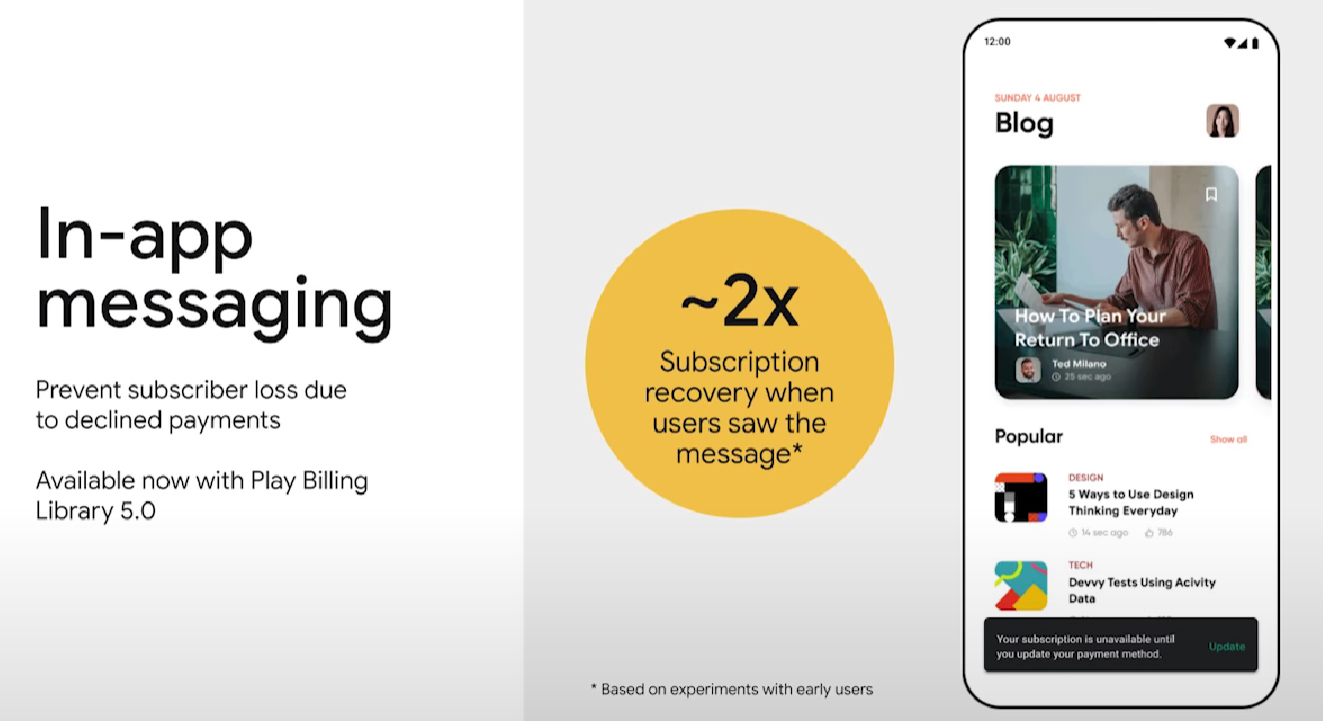 In-app
messaging
Prevent subscriber loss due
to declined payments
Available now with Play Billing
Library 5.0
~2x
Subscription
recovery when
users saw the
message*
* Based on experiments with early users
12:00
SUNDAY 4 AUGUST
Blog
How To Plan Your
Return To Office
Ted Milano
25 sec ago
Popular
Show all
DESIGN
5 Ways to Use Design
Thinking Everyday
14 sec ago 786
TECH
Devvy Tests Using Acivity
Data
Your subscription is unavailable until
you update your payment method.
Update